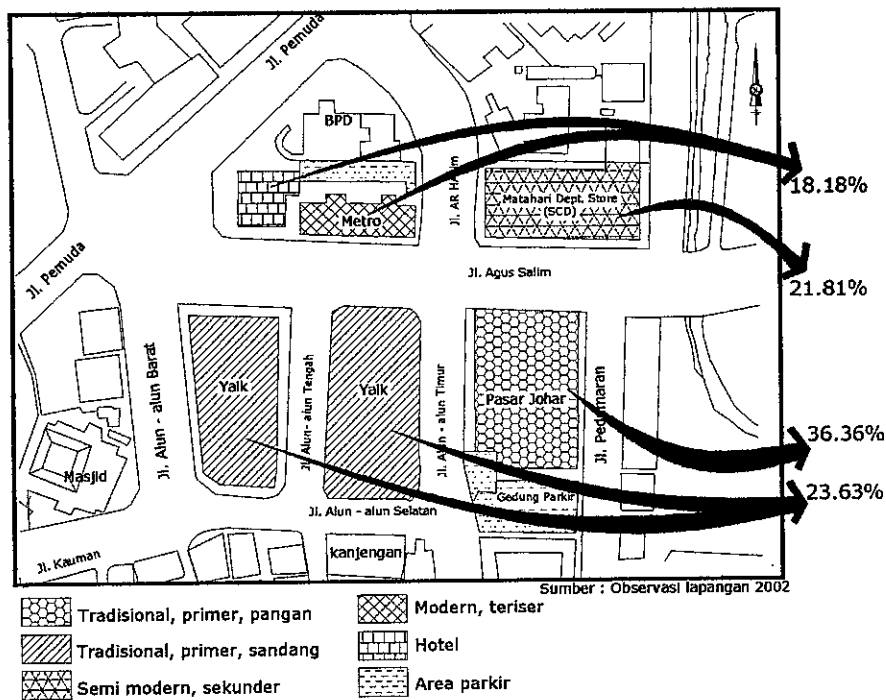 Jl. Pemuda
BPD
Metro
Jl. AR Hakim
Matahari Dept. Store
(SCD)
18.18%
Jl. Agus Salim
21.81%
Jl. Pemuda
Jl. Alun - alun Barat
Yaik
Jl. Alun - alun Tengah
Yaik
Jl. Alun - alun Timur
Pasar Johar
Jl. Pedamaran
36.36%
Masjid
23.63%
Gedung Parkir
Jl. Alun - alun Selatan
Jl. Kauman
kanjengan
Sumber : Observasi lapangan 2002
Tradisional, primer, pangan
Modern, teriser
Tradisional, primer, sandang
Hotel
Semi modern, sekunder
Area parkir